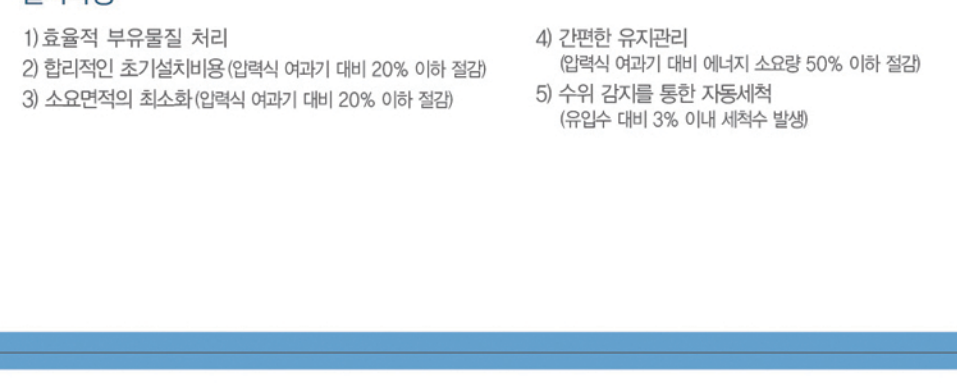 1) 효율적 부유물질 처리
2) 합리적인 초기설치비용(압력식 여과기 대비 20% 이하 절감)
3) 소요면적의 최소화(압력식 여과기 대비 20% 이하 절감)
4) 간편한 유지관리
(압력식 여과기 대비 에너지 소요량 50% 이하 절감)
5) 수위 감지를 통한 자동세척
(유입수 대비 3% 이내 세척수 발생)